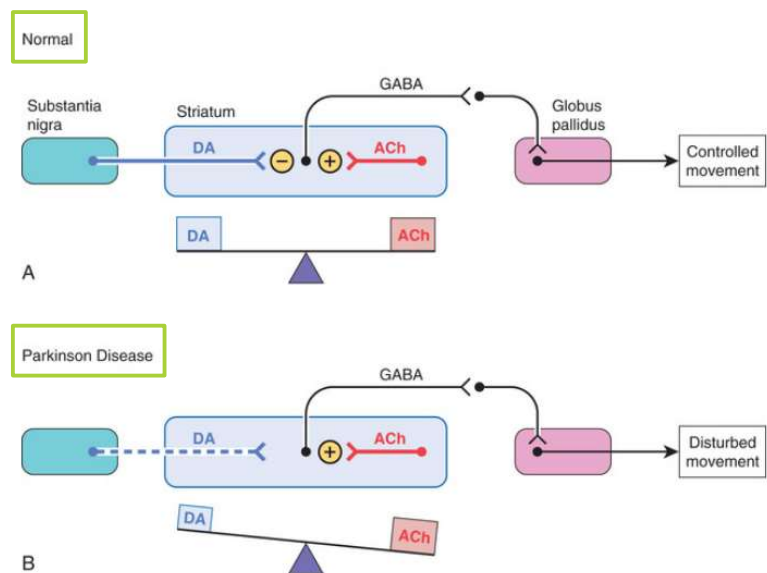 Normal
GABA
Substantia
nigra
Striatum
Globus
pallidus
DA
−
+
ACh
Controlled
movement
DA
ACh
A
Parkinson Disease
GABA
DA
+
ACh
Disturbed
movement
DA
ACh
B